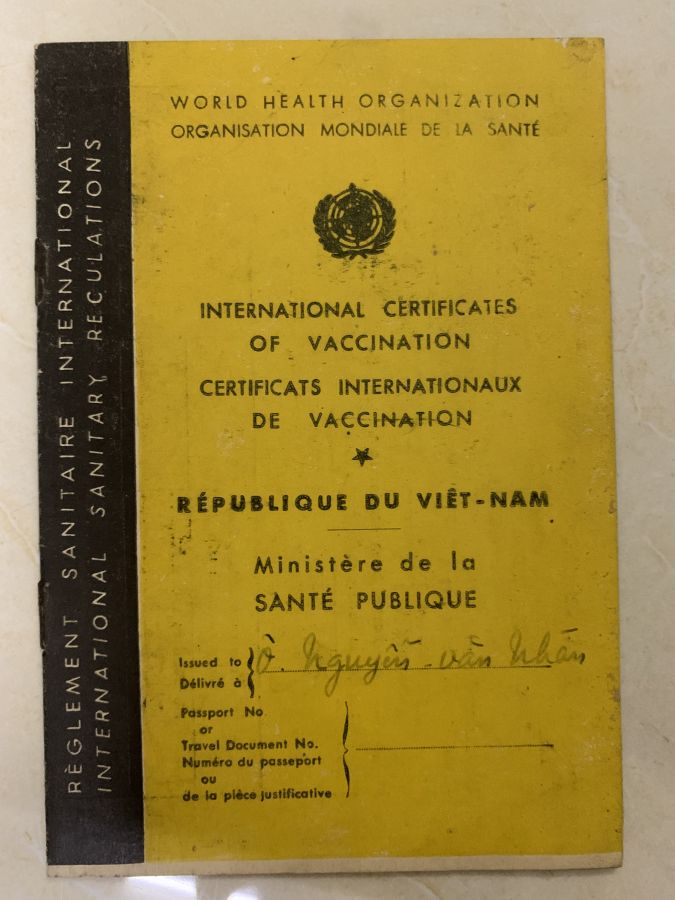 WORLD HEALTH ORGANIZATION
ORGANISATION MONDIALE DE LA SANTÉ
INTERNATIONAL CERTIFICATES
OF VACCINATION
CERTIFICATS INTERNATIONAUX
DE VACCINATION
RÉPUBLIQUE DU VIÊT-NAM
Ministère de la
SANTÉ PUBLIQUE
Issued to
Délivré à
Ô. Nguyễn-văn Nhân
Passport No
or
Travel Document No.
Numéro du passeport
ou
de la pièce justificative
RÈGLEMENT SANITAIRE INTERNATIONAL
INTERNATIONAL SANITARY REGULATIONS